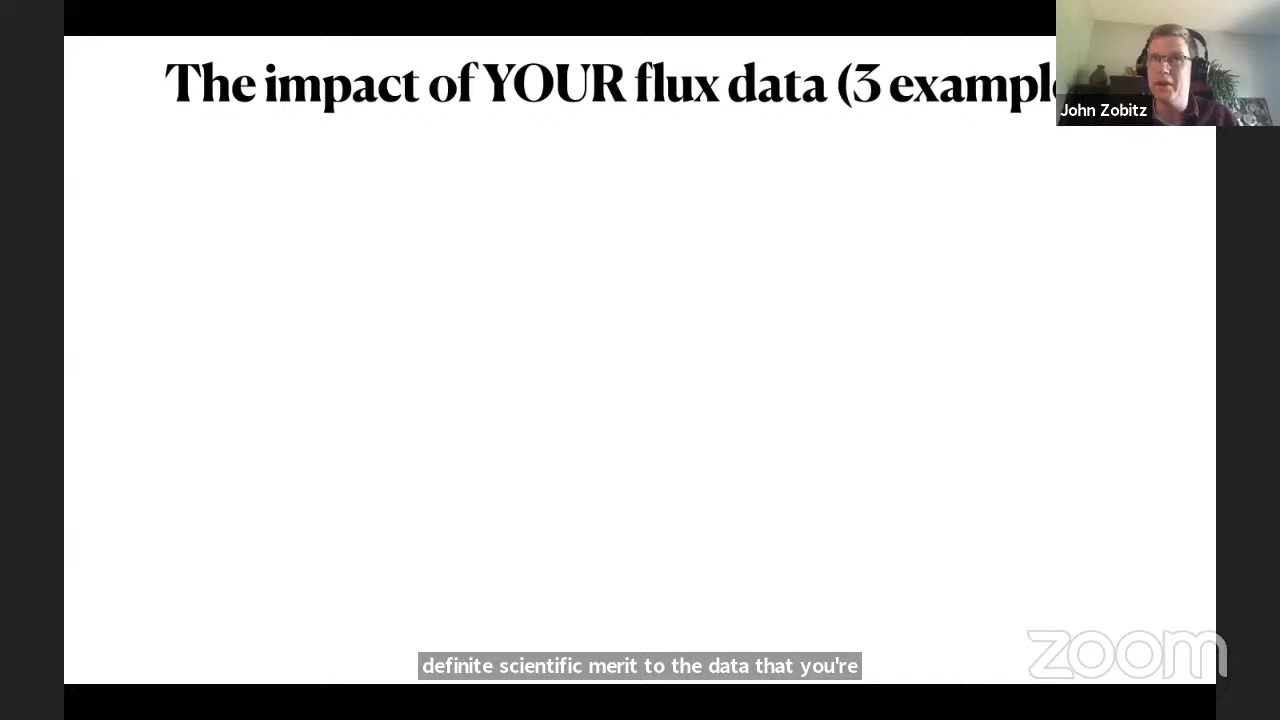 The impact of YOUR flux data (3 example
John Zobitz
definite scientific merit to the data that you're
zoom